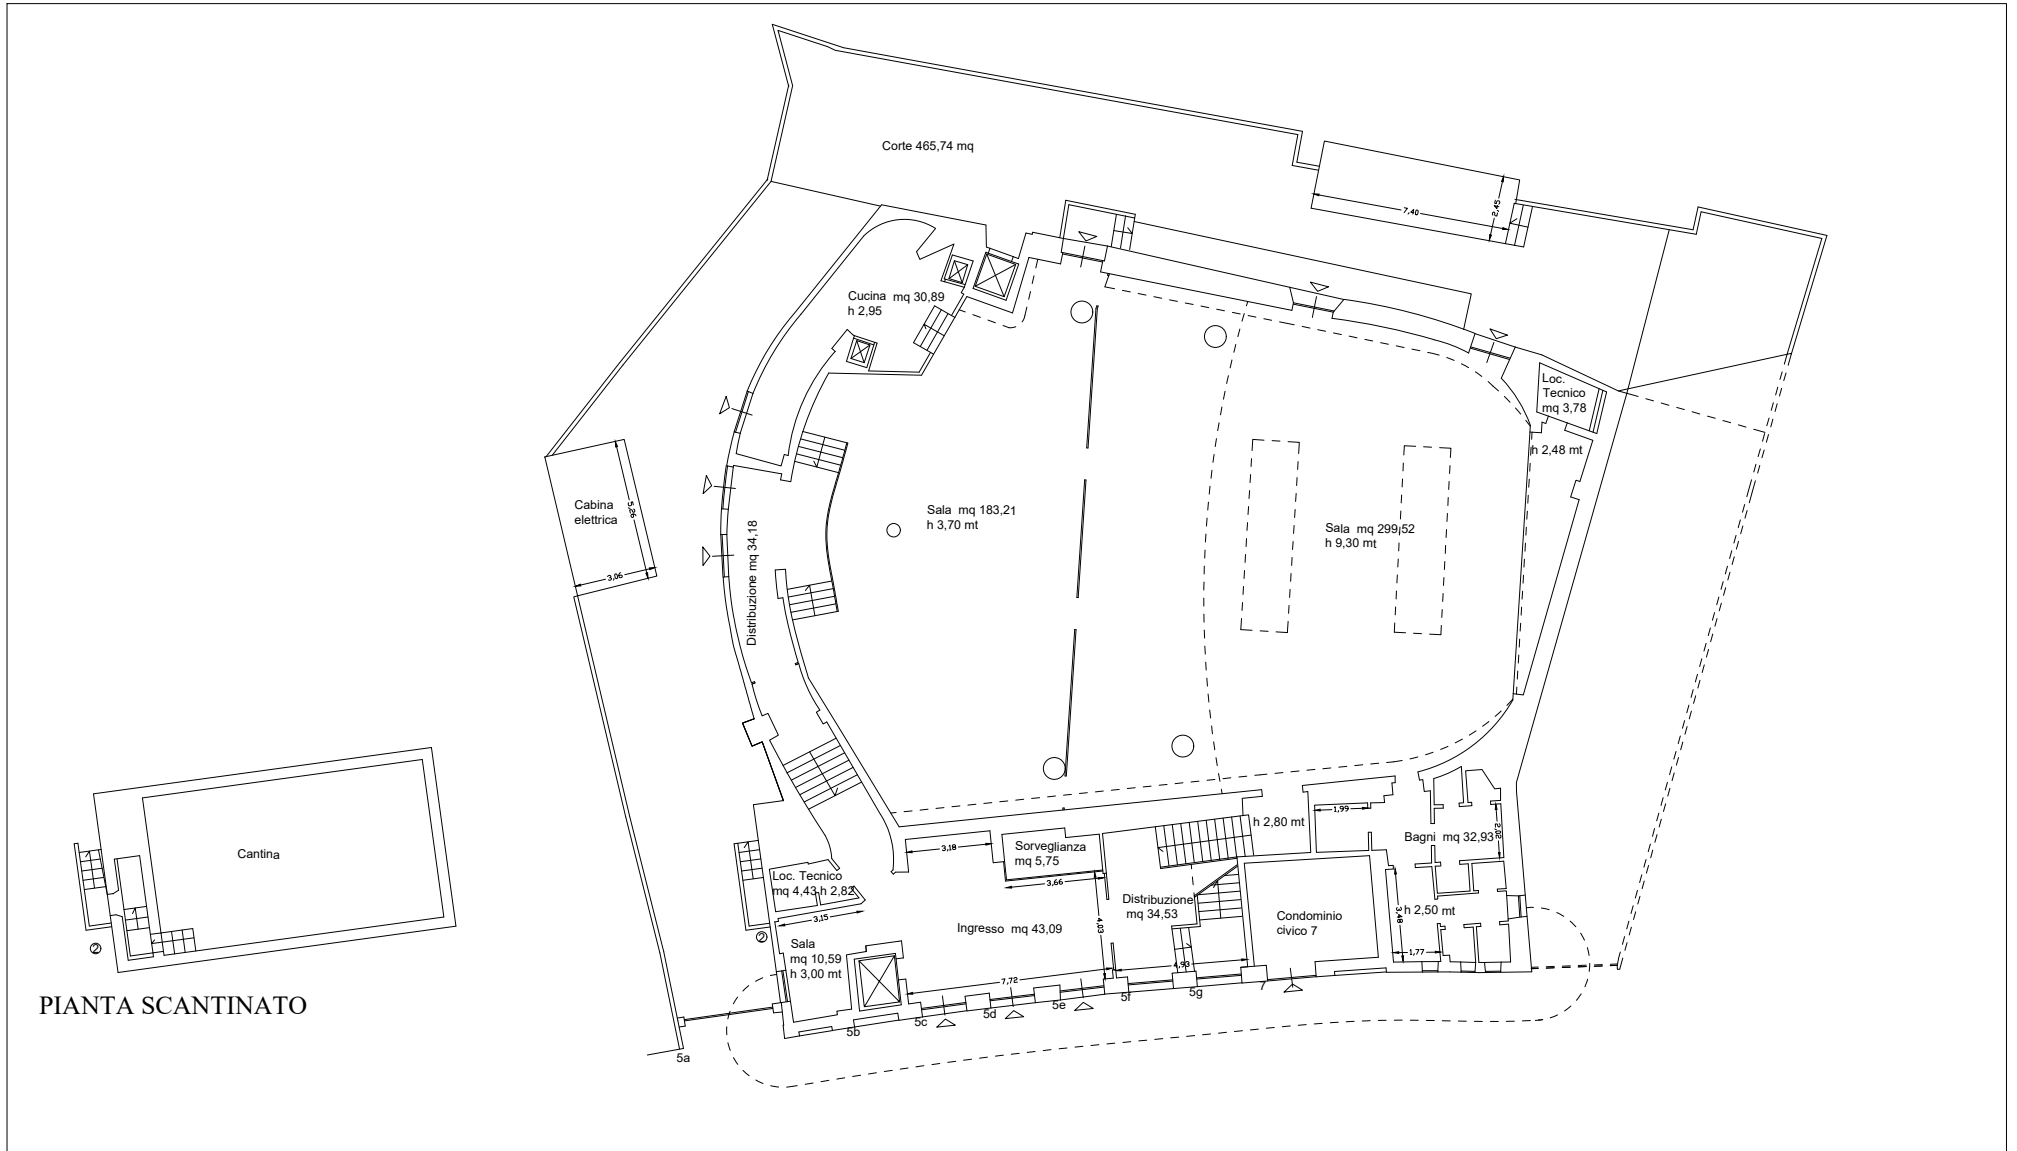 Corte 465,74 mq
7,40
2,45
Cucina mq 30,89
h 2,95
Loc.
Tecnico
mq 3,78
h 2,48 mt
Cabina
elettrica
5,26
3,06
Distribuzione mq 34,18
Sala mq 183,21
h 3,70 mt
Sala mq 299,52
h 9,30 mt
h 2,80 mt
1,99
Bagni mq 32,93
2,02
3,18
Sorveglianza
mq 5,75
3,66
Cantina
Loc. Tecnico
mq 4,43 h 2,82
3,15
Distribuzione
mq 34,53
4,03
Ingresso mq 43,09
Condominio
civico 7
3,48
h 2,50 mt
1,77
2
2
Sala
mq 10,59
h 3,00 mt
7,72
4,93
PIANTA SCANTINATO
5a
5b
5c
5d
5e
5f
5g
7